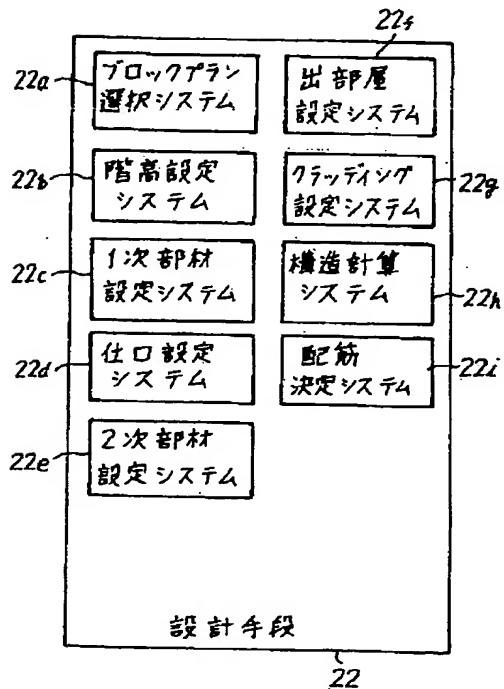 22a
ブロックプラン
選択システム
22b
階高設定
システム
22c
1次部材
設定システム
22d
仕口設定
システム
22e
2次部材
設定システム
22f
出部屋
設定システム
22g
クラッディング
設定システム
22h
構造計算
システム
22i
配筋
決定システム
設計手段
22